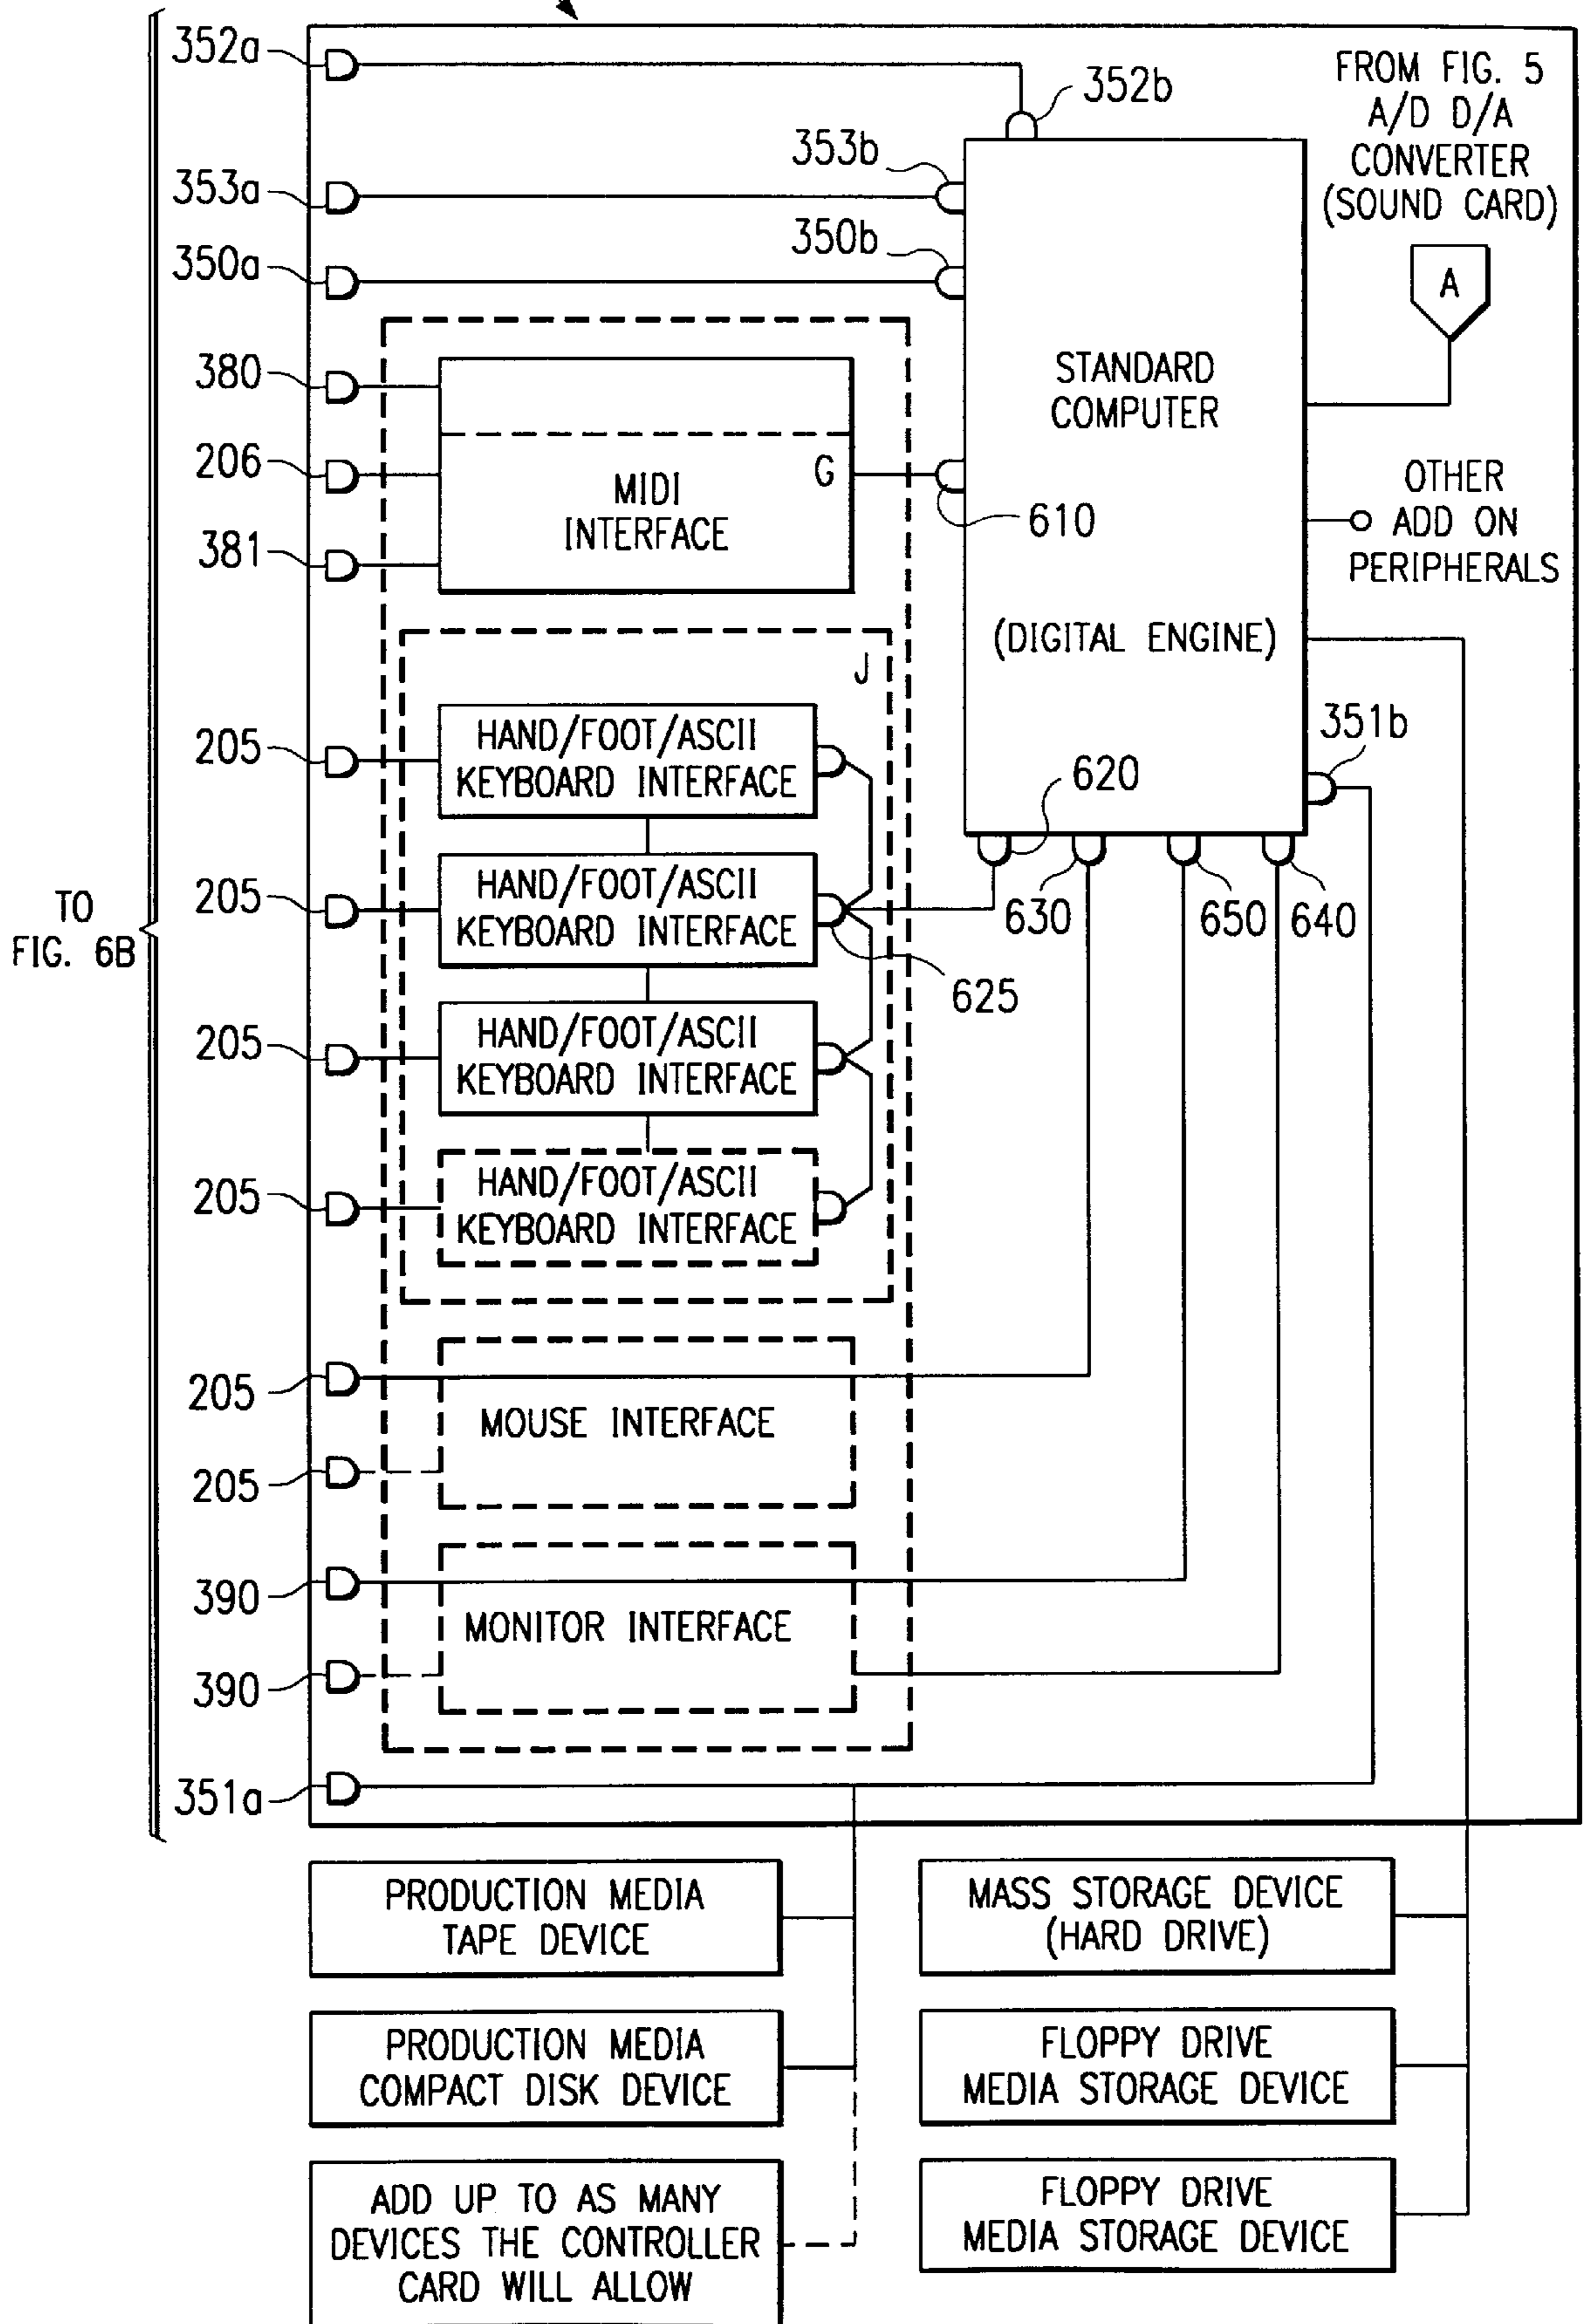 352a
352b
FROM FIG. 5
A/D D/A
CONVERTER
(SOUND CARD)
A
353b
353a
350b
350a
380
206
381
MIDI
INTERFACE
G
610
STANDARD
COMPUTER
(DIGITAL ENGINE)
OTHER
ADD ON
PERIPHERALS
J
351b
620
630
650
640
625
205
HAND/FOOT/ASCII
KEYBOARD INTERFACE
205
HAND/FOOT/ASCII
KEYBOARD INTERFACE
205
HAND/FOOT/ASCII
KEYBOARD INTERFACE
205
HAND/FOOT/ASCII
KEYBOARD INTERFACE
TO
FIG. 6B
205
MOUSE INTERFACE
205
390
MONITOR INTERFACE
390
351a
PRODUCTION MEDIA
TAPE DEVICE
MASS STORAGE DEVICE
(HARD DRIVE)
PRODUCTION MEDIA
COMPACT DISK DEVICE
FLOPPY DRIVE
MEDIA STORAGE DEVICE
ADD UP TO AS MANY
DEVICES THE CONTROLLER
CARD WILL ALLOW
FLOPPY DRIVE
MEDIA STORAGE DEVICE